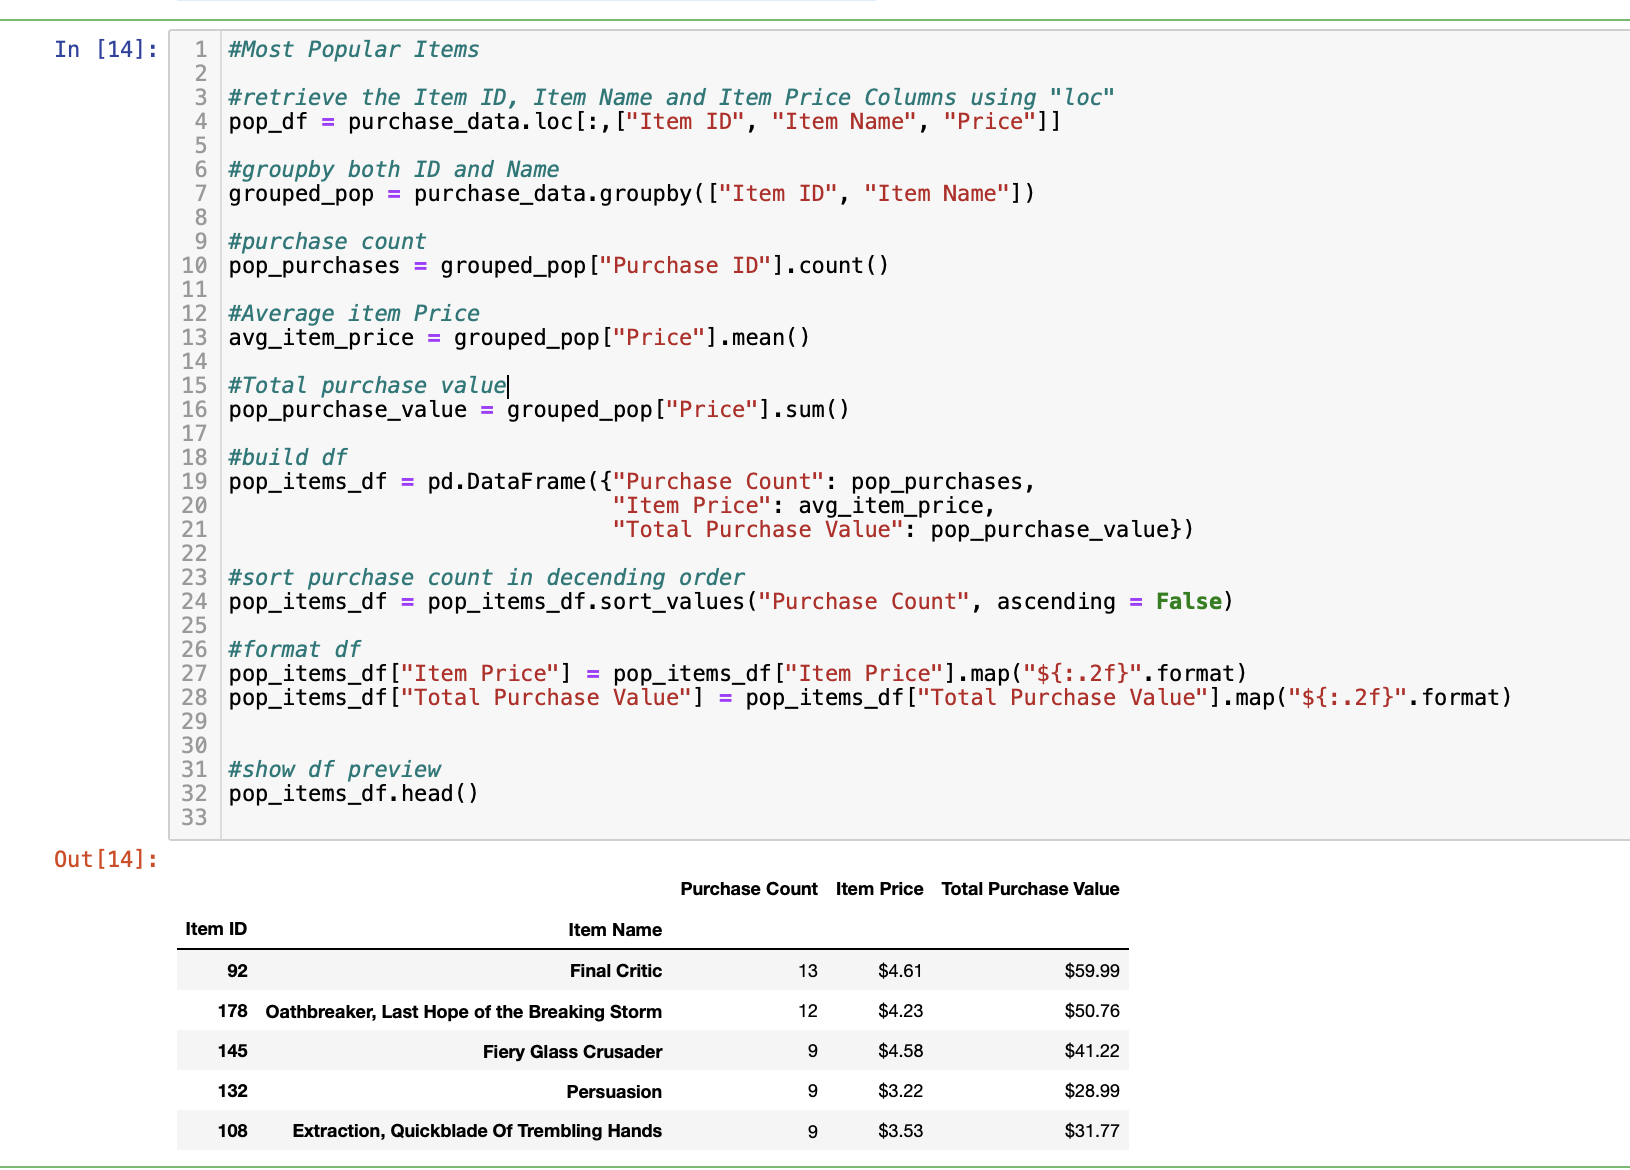 In [14]:
1 #Most Popular Items
2
3 #retrieve the Item ID, Item Name and Item Price Columns using "loc"
4 pop_df = purchase_data.loc[:,["Item ID", "Item Name", "Price"]]
5
6 #groupby both ID and Name
7 grouped_pop = purchase_data.groupby(["Item ID", "Item Name"])
8
9 #purchase count
10 pop_purchases = grouped_pop["Purchase ID"].count()
11
12 #Average item Price
13 avg_item_price = grouped_pop["Price"].mean()
14
15 #Total purchase value
16 pop_purchase_value = grouped_pop["Price"].sum()
17
18 #build df
19 pop_items_df = pd.DataFrame({"Purchase Count": pop_purchases,
20 "Item Price": avg_item_price,
21 "Total Purchase Value": pop_purchase_value})
22
23 #sort purchase count in decending order
24 pop_items_df = pop_items_df.sort_values("Purchase Count", ascending = False)
25
26 #format df
27 pop_items_df["Item Price"] = pop_items_df["Item Price"].map("${:.2f}".format)
28 pop_items_df["Total Purchase Value"] = pop_items_df["Total Purchase Value"].map("${:.2f}".format)
29
30
31 #show df preview
32 pop_items_df.head()
33
Out[14]:
Purchase Count Item Price Total Purchase Value
Item ID Item Name
92 Final Critic 13 $4.61 $59.99
178 Oathbreaker, Last Hope of the Breaking Storm 12 $4.23 $50.76
145 Fiery Glass Crusader 9 $4.58 $41.22
132 Persuasion 9 $3.22 $28.99
108 Extraction, Quickblade Of Trembling Hands 9 $3.53 $31.77